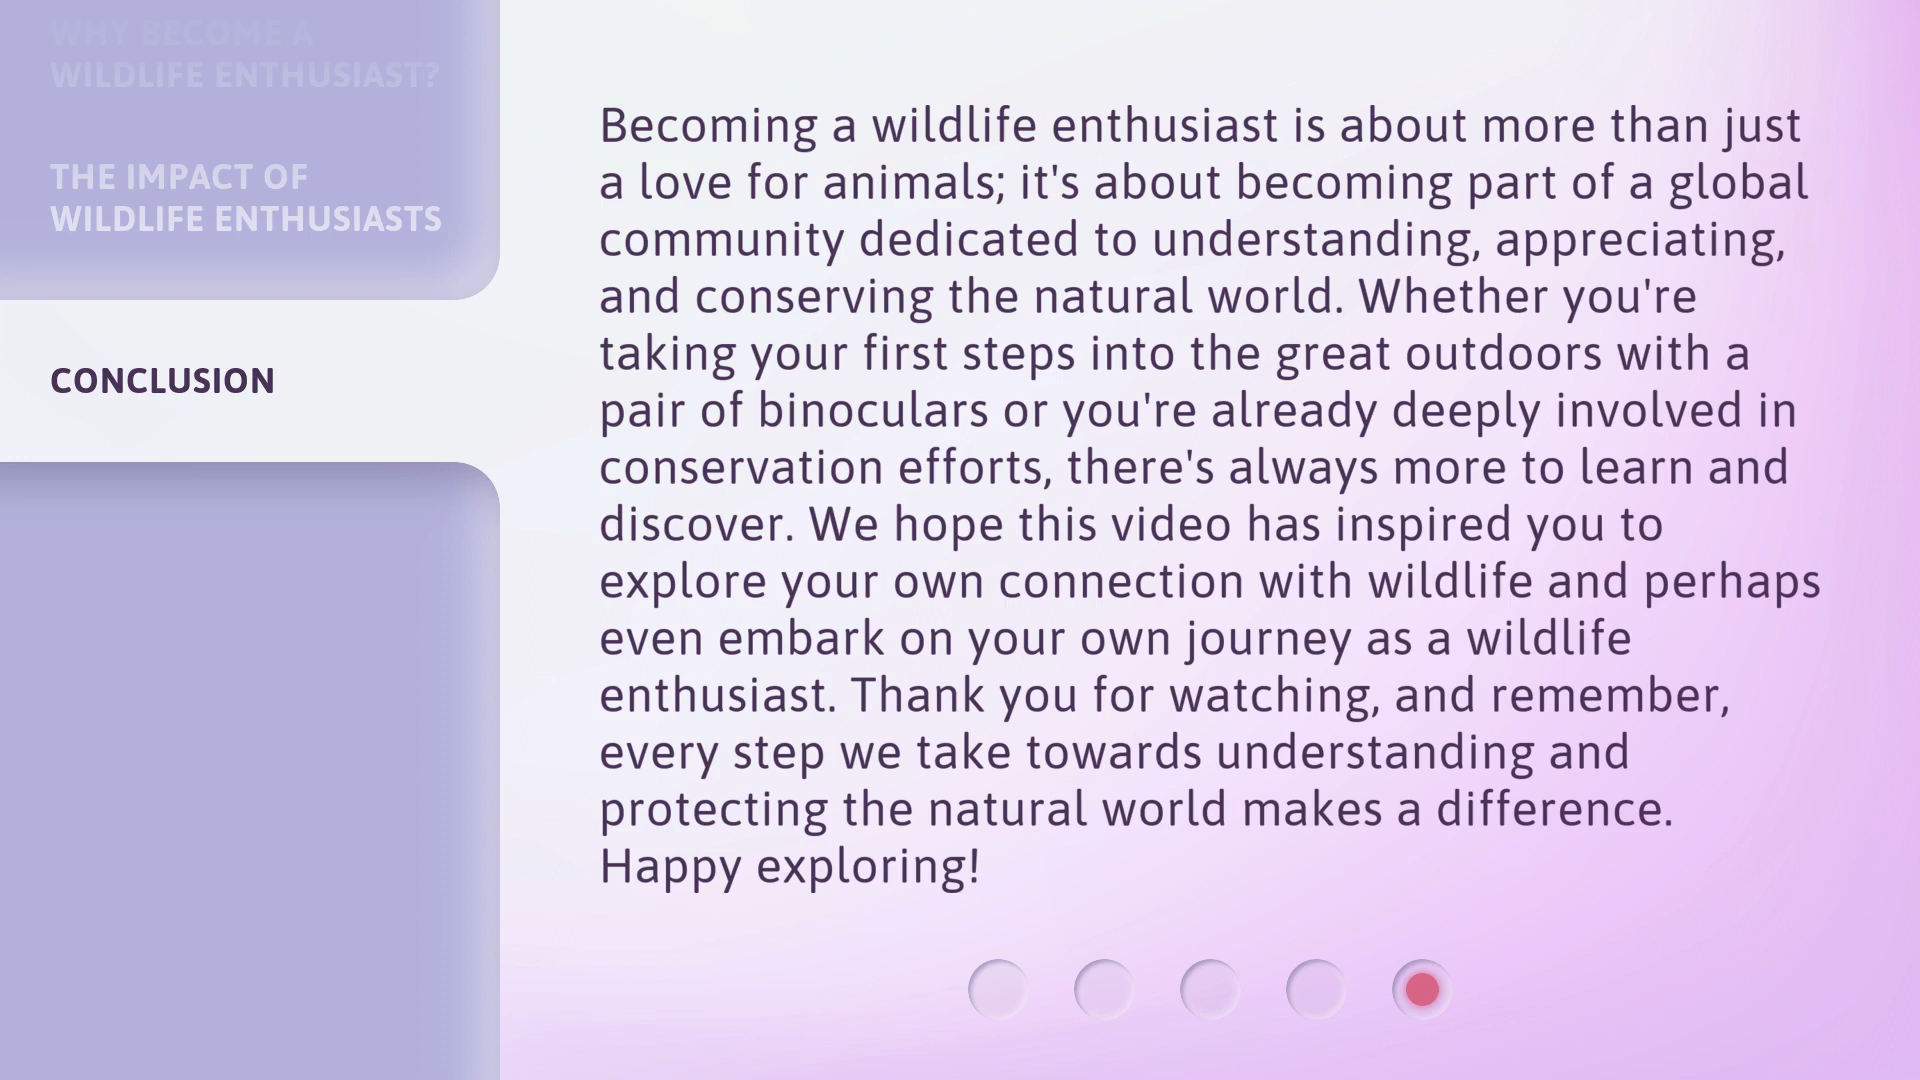 WHY BECOME A
WILDLIFE ENTHUSIAST?
THE IMPACT OF
WILDLIFE ENTHUSIASTS
CONCLUSION
Becoming a wildlife enthusiast is about more than just
a love for animals; it's about becoming part of a global
community dedicated to understanding, appreciating,
and conserving the natural world. Whether you're
taking your first steps into the great outdoors with a
pair of binoculars or you're already deeply involved in
conservation efforts, there's always more to learn and
discover. We hope this video has inspired you to
explore your own connection with wildlife and perhaps
even embark on your own journey as a wildlife
enthusiast. Thank you for watching, and remember,
every step we take towards understanding and
protecting the natural world makes a difference.
Happy exploring!